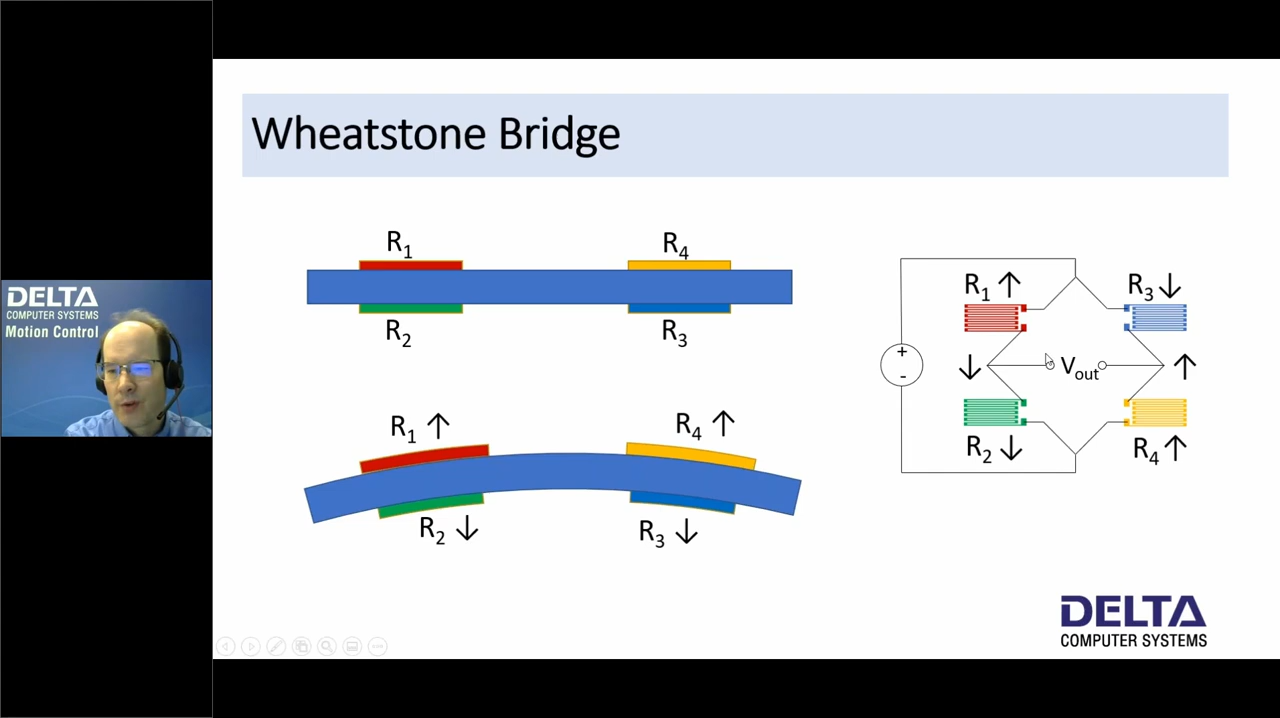 Wheatstone Bridge
R1
R4
R2
R3
R1 ↑
R4 ↑
R2 ↓
R3 ↓
R1 ↑
R3 ↓
+
-
↓
Vout
↑
R2 ↓
R4 ↑
DELTA
COMPUTER SYSTEMS
Motion Control
DELTA
COMPUTER SYSTEMS